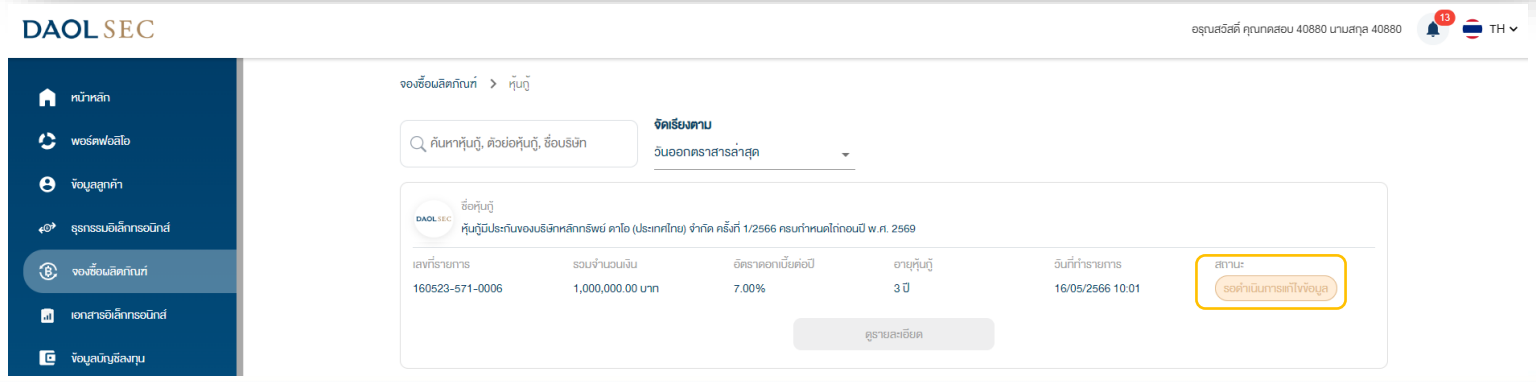 DAOL SEC
อรุณสวัสดิ์ คุณทดสอบ 40880 นามสกุล 40880
13
TH
หน้าหลัก
พอร์ตฟอลิโอ
ข้อมูลลูกค้า
ธุรกรรมอิเล็กทรอนิกส์
จองซื้อผลิตภัณฑ์
เอกสารอิเล็กทรอนิกส์
ข้อมูลบัญชีลงทุน
จองซื้อผลิตภัณฑ์ > หุ้นกู้
ค้นหาหุ้นกู้, ตัวย่อหุ้นกู้, ชื่อบริษัท
จัดเรียงตาม
วันออกตราสารล่าสุด
DAOL SEC
ชื่อหุ้นกู้
หุ้นกู้มีประกันของบริษัทหลักทรัพย์ ดาโอ (ประเทศไทย) จำกัด ครั้งที่ 1/2566 ครบกำหนดไถ่ถอนปี พ.ศ. 2569
เลขที่รายการ รวมจำนวนเงิน อัตราดอกเบี้ยต่อปี อายุหุ้นกู้ วันที่ทำรายการ สถานะ
160523-571-0006 1,000,000.00 บาท 7.00% 3 ปี 16/05/2566 10:01 รอดำเนินการแก้ไขข้อมูล
ดูรายละเอียด